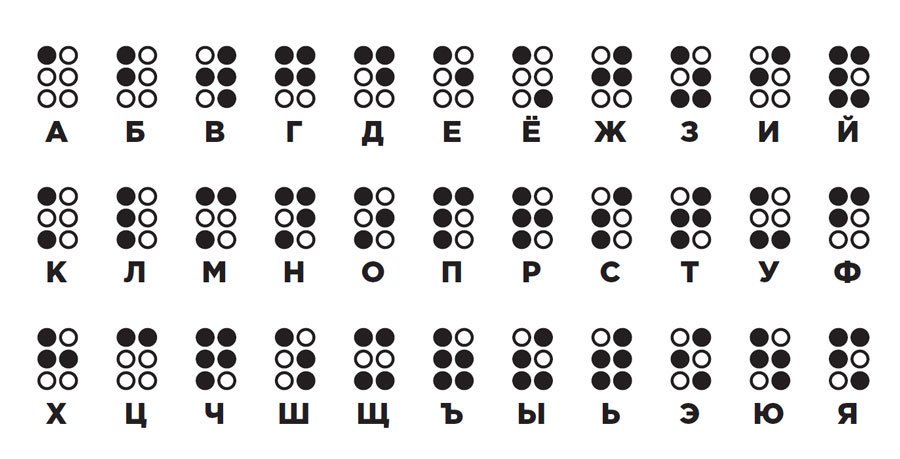 А Б В Г Д Е Ё Ж З И Й
К Л М Н О П Р С Т У Ф
Х Ц Ч Ш Щ Ъ Ы Ь Э Ю Я